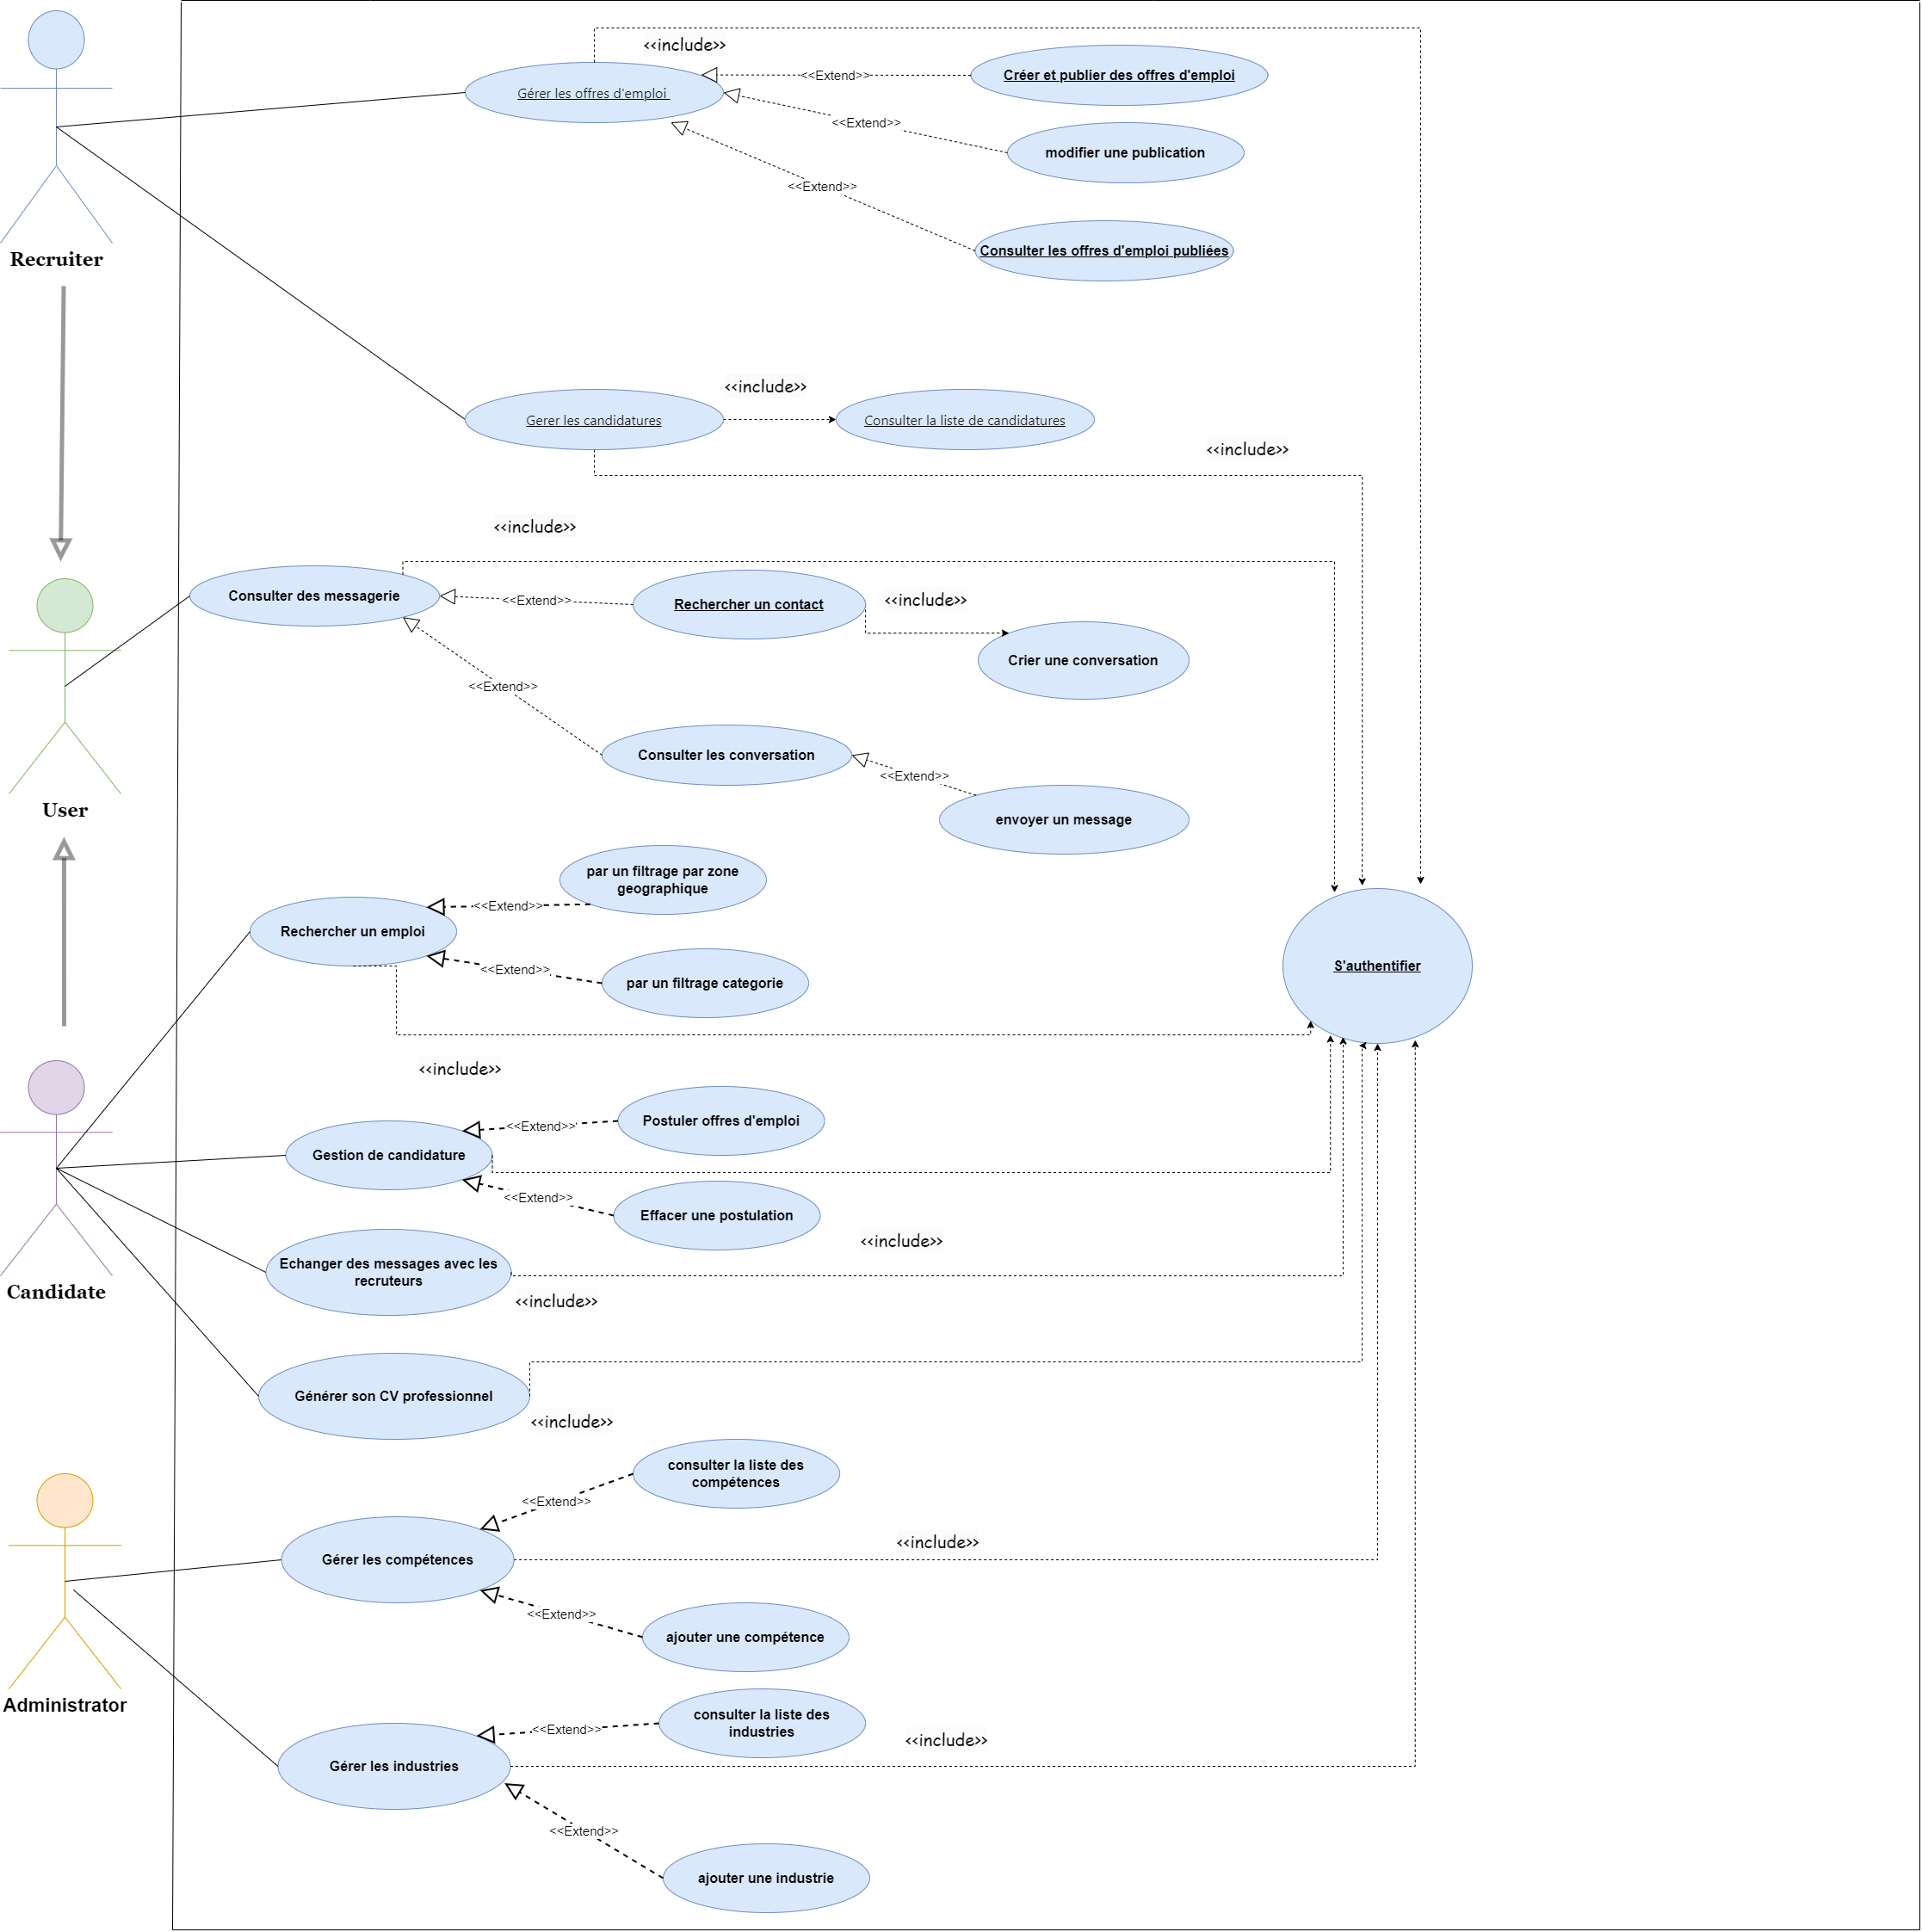 <<include>>
<<Extend>>
Créer et publier des offres d'emploi
Gérer les offres d'emploi
<<Extend>>
modifier une publication
<<Extend>>
Consulter les offres d'emploi publiées
Recruiter
<<include>>
Gerer les candidatures
Consulter la liste de candidatures
<<include>>
<<include>>
Consulter des messagerie
<<Extend>>
Rechercher un contact
<<include>>
Crier une conversation
<<Extend>>
Consulter les conversation
<<Extend>>
envoyer un message
User
par un filtrage par zone
geographique
<<Extend>>
Rechercher un emploi
<<Extend>>
par un filtrage categorie
S'authentifier
<<include>>
Postuler offres d'emploi
<<Extend>>
Gestion de candidature
<<Extend>>
Effacer une postulation
<<include>>
Echanger des messages avec les
recruteurs
Candidate
<<include>>
Générer son CV professionnel
<<include>>
consulter la liste des
compétences
<<Extend>>
<<include>>
Gérer les compétences
<<Extend>>
ajouter une compétence
Administrator
consulter la liste des
industries
<<Extend>>
<<include>>
Gérer les industries
<<Extend>>
ajouter une industrie